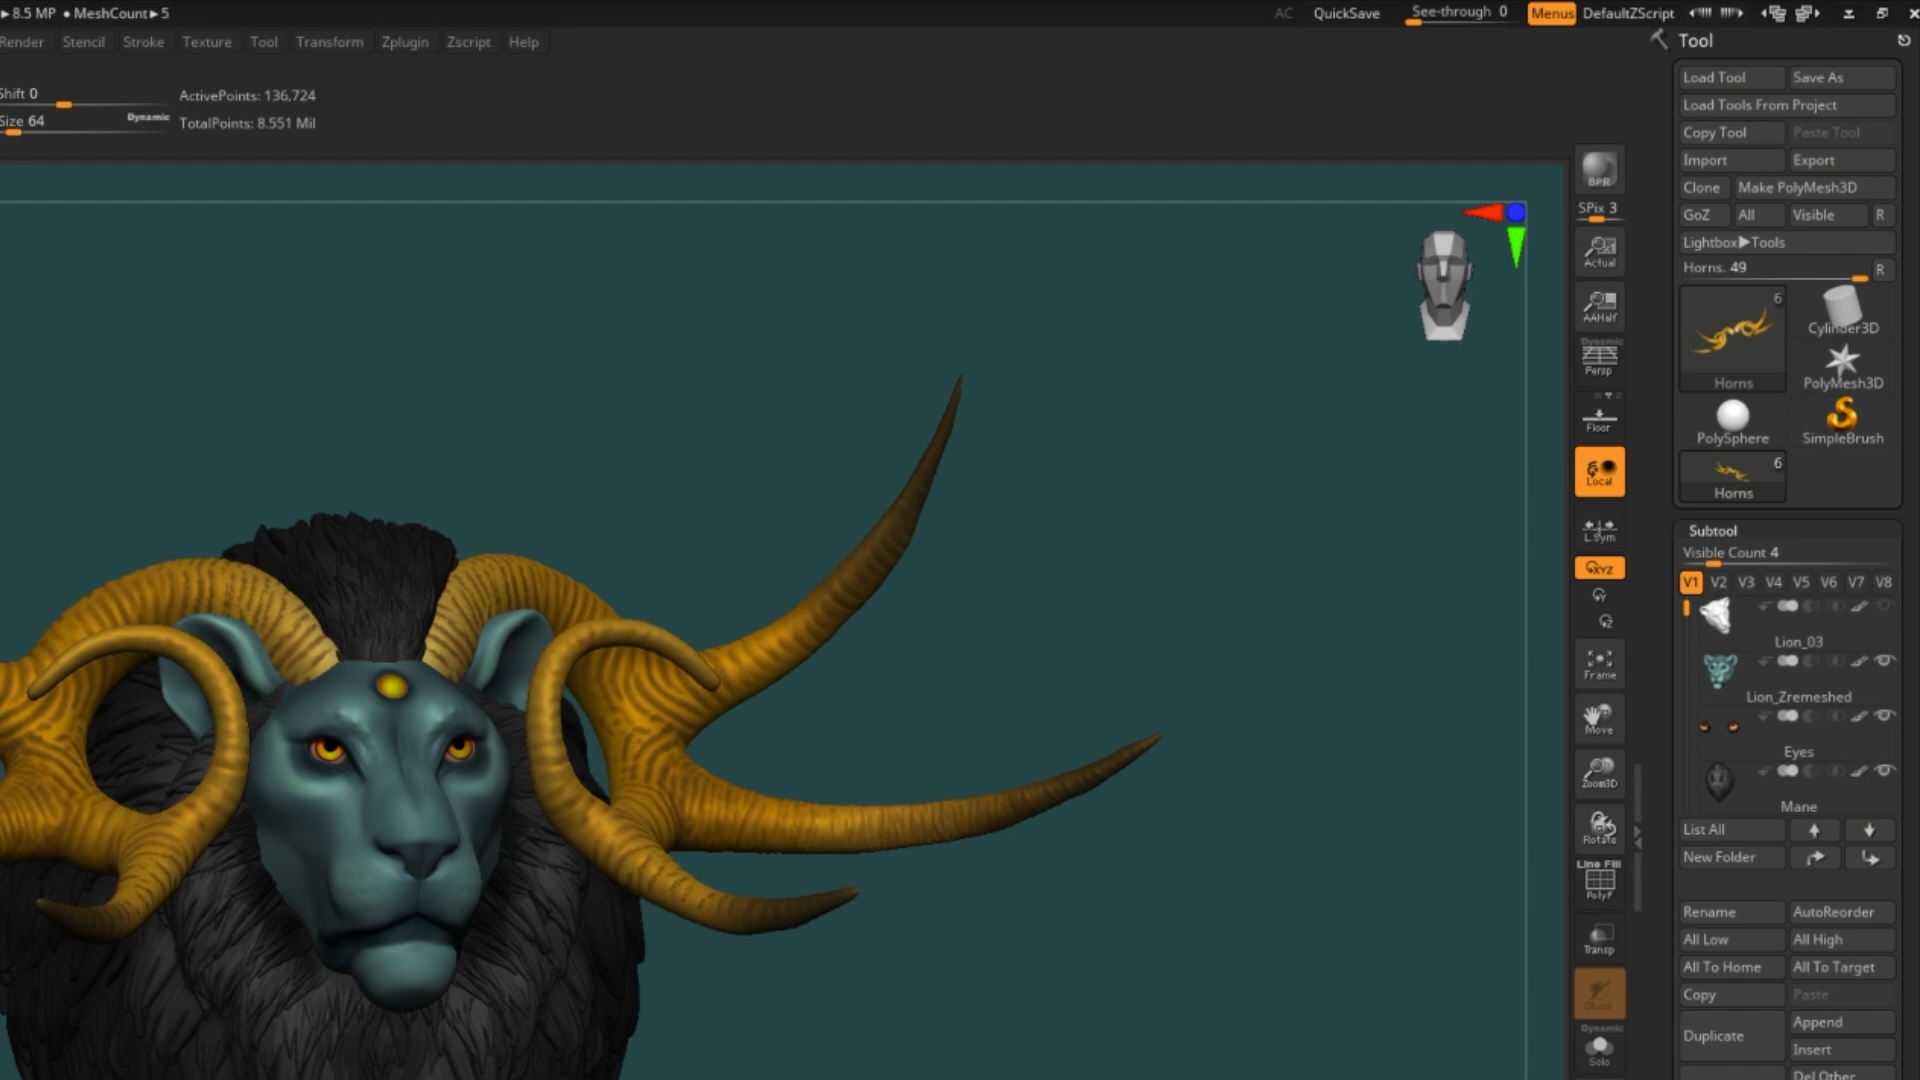 ▸8.5 MP • MeshCount▸5
AC QuickSave See-through 0 Menus DefaultZScript
Render Stencil Stroke Texture Tool Transform Zplugin Zscript Help
Shift 0
Size 64
Dynamic
ActivePoints: 136,724
TotalPoints: 8.551 Mil
BPR
SPix 3
Actual
AAHalf
Dynamic
Persp
Floor
Local
L.Sym
XYZ
Y
Z
Frame
Move
Zoom3D
Rotate
Line Fill
PolyF
Transp
Ghost
Dynamic
Solo
Tool
Load Tool Save As
Load Tools From Project
Copy Tool Paste Tool
Import Export
Clone Make PolyMesh3D
GoZ All Visible R
Lightbox▸Tools
Horns. 49 R
6
Horns
Cylinder3D
PolyMesh3D
PolySphere
SimpleBrush
6
Horns
Subtool
Visible Count 4
V1 V2 V3 V4 V5 V6 V7 V8
Lion_03
Lion_Zremeshed
Eyes
Mane
List All
New Folder
Rename AutoReorder
All Low All High
All To Home All To Target
Copy Paste
Duplicate
Append
Insert
Del Other